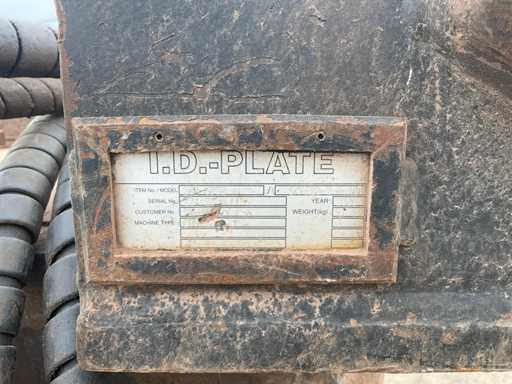 I.D.-PLATE
ITEM No. / MODEL /
SERIAL No. YEAR
CUSTOMER No. WEIGHT(kg)
MACHINE TYPE